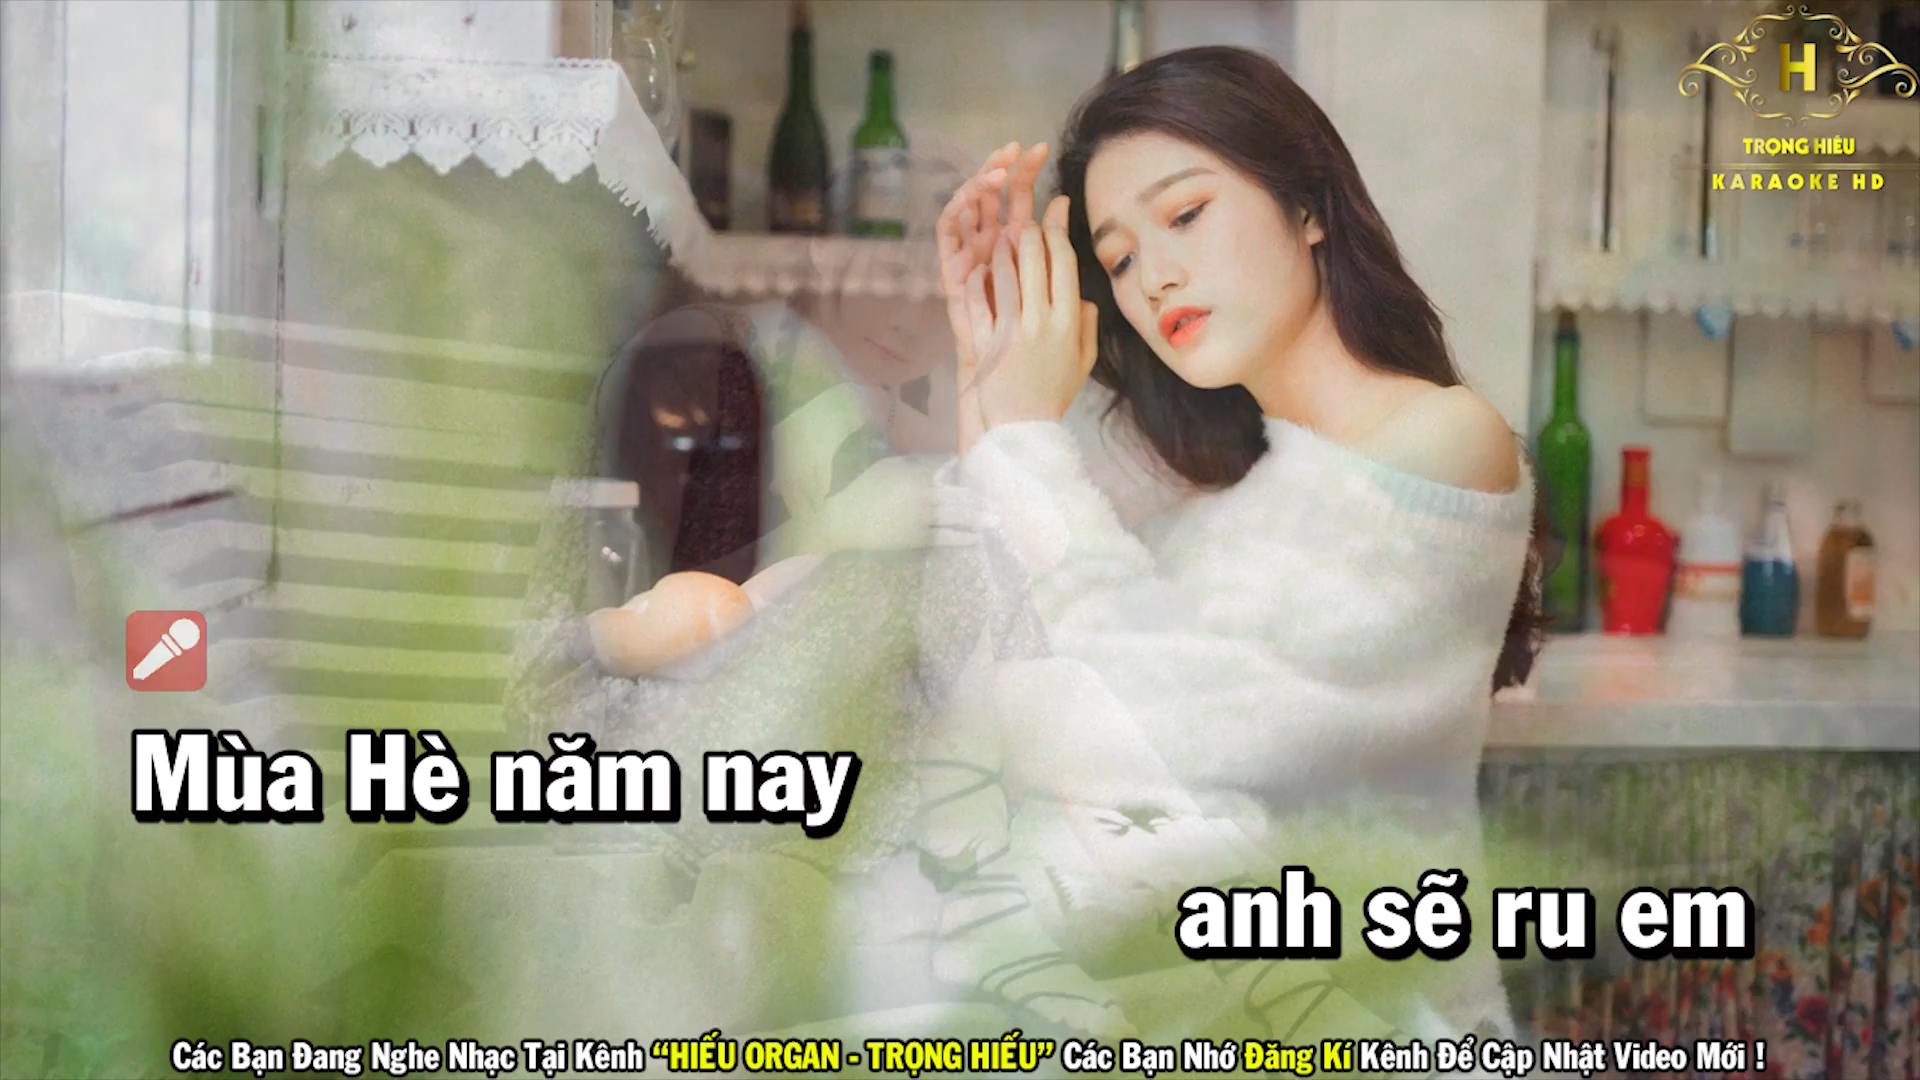 H
TRỌNG HIẾU
KARAOKE HD
Mùa Hè năm nay
anh sẽ ru em
Các Bạn Đang Nghe Nhạc Tại Kênh “HIẾU ORGAN - TRỌNG HIẾU” Các Bạn Nhớ Đăng Kí Kênh Để Cập Nhật Video Mới !